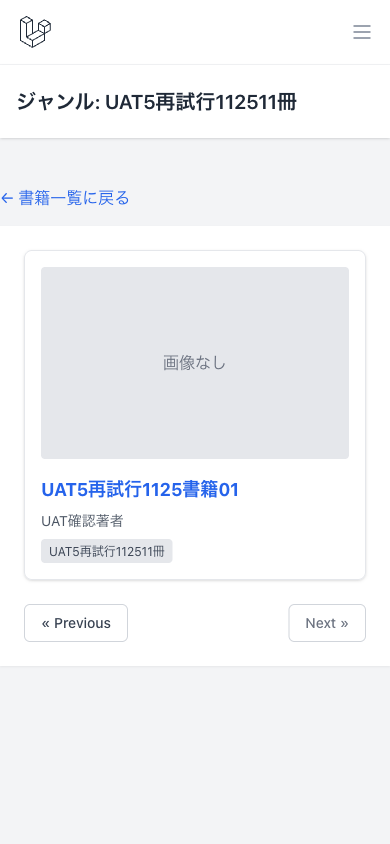 ジャンル: UAT5再試行112511冊
← 書籍一覧に戻る
画像なし
UAT5再試行1125書籍01
UAT確認著者
UAT5再試行112511冊
« Previous
Next »